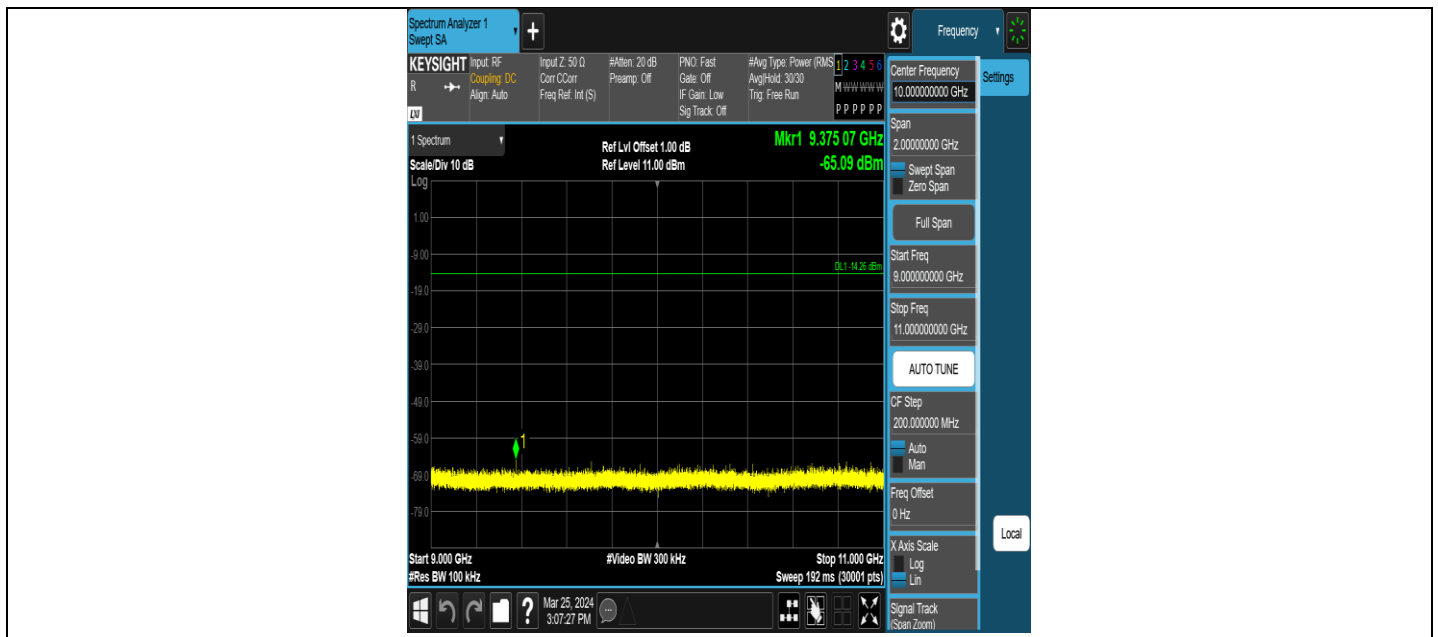 Spectrum Analyzer 1
Swept SA
+
Frequency
KEYSIGHT
R
LXI
Input: RF
Coupling: DC
Align: Auto
Input Z: 50 Ω
Corr CCorr
Freq Ref: Int (S)
#Atten: 20 dB
Preamp: Off
PNO: Fast
Gate: Off
IF Gain: Low
Sig Track: Off
#Avg Type: Power (RMS
Avg|Hold: 30/30
Trig: Free Run
1 2 3 4 5 6
M W W W W W
P P P P P P
1 Spectrum
Scale/Div 10 dB
Log
Ref Lvl Offset 1.00 dB
Ref Level 11.00 dBm
Mkr1 9.375 07 GHz
-65.09 dBm
1.00
-9.00
DL1 -14.26 dBm
-19.0
-29.0
-39.0
-49.0
-59.0
1
-69.0
-79.0
Start 9.000 GHz
#Video BW 300 kHz
Stop 11.000 GHz
#Res BW 100 kHz
Sweep 192 ms (30001 pts)
?
Mar 25, 2024
3:07:27 PM
Center Frequency
10.000000000 GHz
Settings
Span
2.00000000 GHz
Swept Span
Zero Span
Full Span
Start Freq
9.000000000 GHz
Stop Freq
11.000000000 GHz
AUTO TUNE
CF Step
200.000000 MHz
Auto
Man
Freq Offset
0 Hz
X Axis Scale
Log
Lin
Local
Signal Track
(Span Zoom)